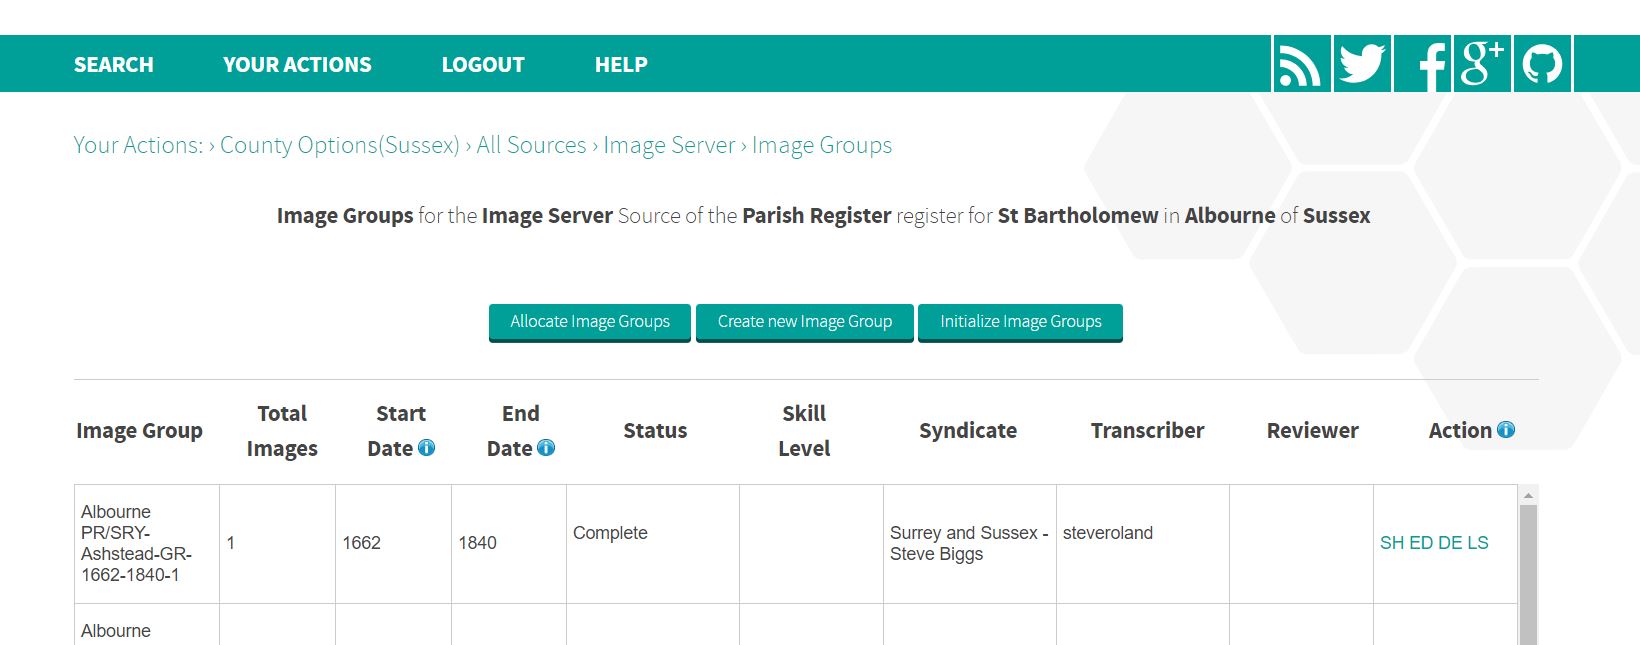 SEARCH YOUR ACTIONS LOGOUT HELP
Your Actions: › County Options(Sussex) › All Sources › Image Server › Image Groups
Image Groups for the Image Server Source of the Parish Register register for St Bartholomew in Albourne of Sussex
Allocate Image Groups Create new Image Group Initialize Image Groups
Image Group
Total
Images
Start
Date
End
Date
Status
Skill
Level
Syndicate
Transcriber
Reviewer
Action
Albourne
PR/SRY-
Ashstead-GR-
1662-1840-1
1
1662
1840
Complete
Surrey and Sussex -
Steve Biggs
steveroland
SH ED DE LS
Albourne